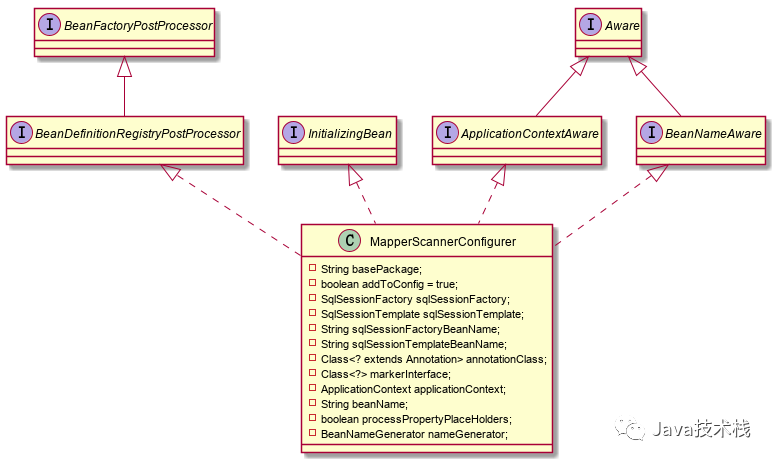 I BeanFactoryPostProcessor
I Aware
I BeanDefinitionRegistryPostProcessor
I InitializingBean
I ApplicationContextAware
I BeanNameAware
C MapperScannerConfigurer
String basePackage;
boolean addToConfig = true;
SqlSessionFactory sqlSessionFactory;
SqlSessionTemplate sqlSessionTemplate;
String sqlSessionFactoryBeanName;
String sqlSessionTemplateBeanName;
Class<? extends Annotation> annotationClass;
Class<?> markerInterface;
ApplicationContext applicationContext;
String beanName;
boolean processPropertyPlaceHolders;
BeanNameGenerator nameGenerator;
Java技术栈